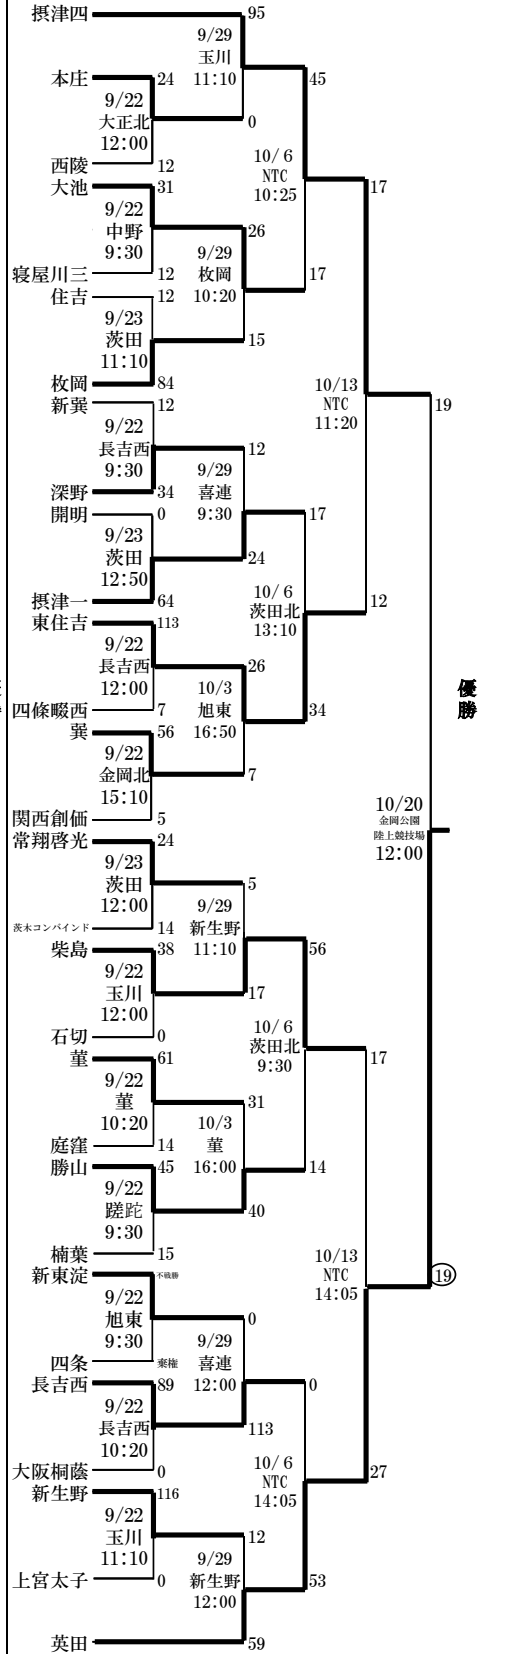 摂津四
95
9/29
玉川
11:10
45
本庄
24
9/22
大正北
12:00
0
西陵
12
10/6
NTC
10:25
17
大池
31
9/22
中野
9:30
26
寝屋川三
12
9/29
枚岡
10:20
17
住吉
12
9/23
茨田
11:10
15
枚岡
84
10/13
NTC
11:20
19
新巽
12
9/22
長吉西
9:30
12
深野
34
9/29
喜連
9:30
17
開明
0
9/23
茨田
12:50
24
摂津一
64
10/6
茨田北
13:10
12
東住吉
113
9/22
長吉西
12:00
26
四條畷西
7
10/3
旭東
16:50
34
巽
56
9/22
金岡北
15:10
7
関西創価
5
優勝
10/20
金岡公園
陸上競技場
12:00
常翔啓光
24
9/23
茨田
12:00
5
茨木コンバインド
14
9/29
新生野
11:10
56
柴島
38
9/22
玉川
12:00
17
石切
0
10/6
茨田北
9:30
17
菫
61
9/22
菫
10:20
31
庭窪
14
10/3
菫
16:00
14
勝山
45
9/22
蹉跎
9:30
40
楠葉
15
10/13
NTC
14:05
19
新東淀
不戦勝
9/22
旭東
9:30
0
四条
棄権
9/29
喜連
12:00
0
長吉西
89
9/22
長吉西
10:20
113
大阪桐蔭
0
10/6
NTC
14:05
27
新生野
116
9/22
玉川
11:10
12
上宮太子
0
9/29
新生野
12:00
53
英田
59